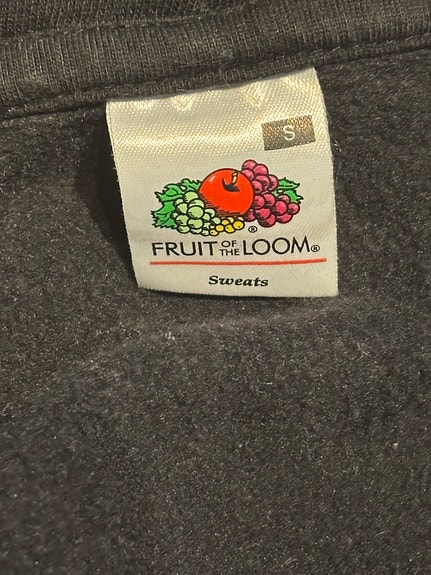 S
®
FRUIT OF THE LOOM®
Sweats